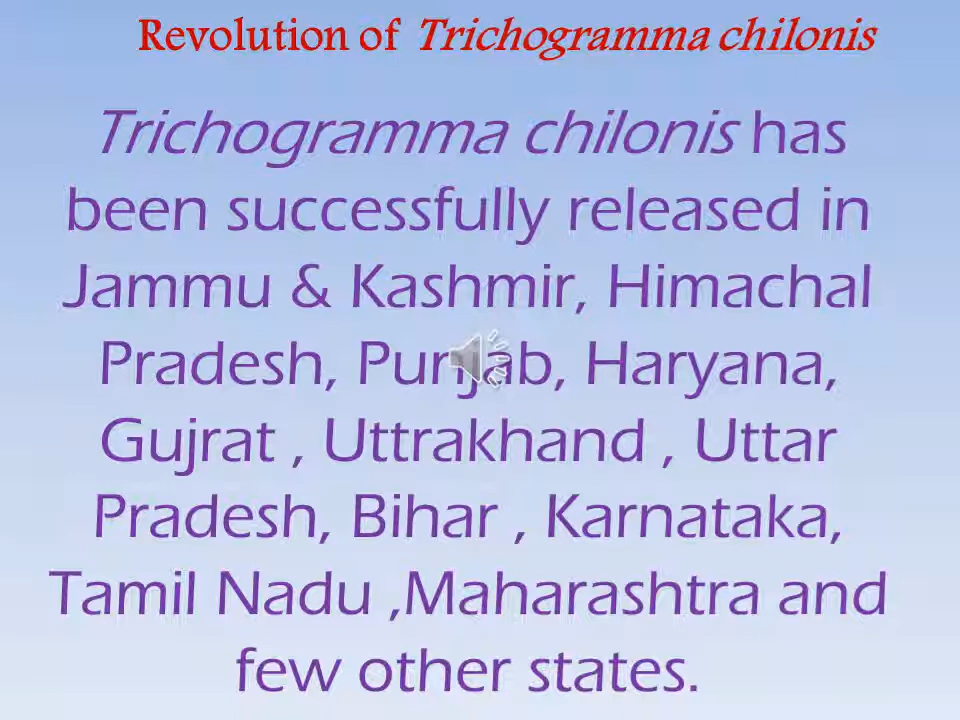 Revolution of Trichogramma chilonis
Trichogramma chilonis has
been successfully released in
Jammu & Kashmir, Himachal
Pradesh, Punjab, Haryana,
Gujrat , Uttrakhand , Uttar
Pradesh, Bihar , Karnataka,
Tamil Nadu ,Maharashtra and
few other states.